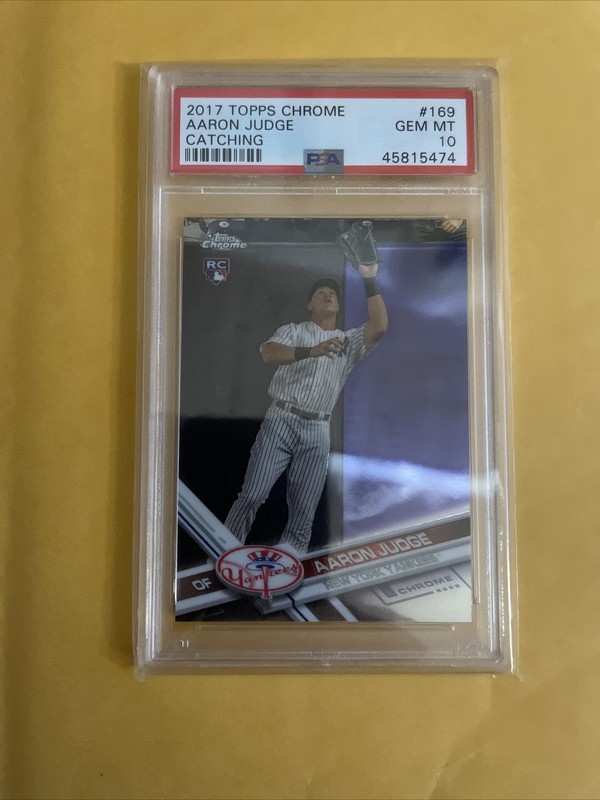 2017 TOPPS CHROME #169
AARON JUDGE GEM MT
CATCHING 10
PSA 45815474
Topps
Chrome
RC
OF
Yankees
AARON JUDGE
NEW YORK YANKEES
CHROME